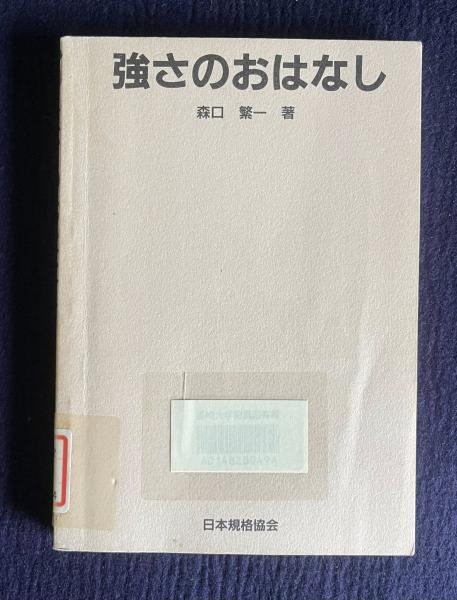 強さのおはなし
森口 繁一 著
日本規格協会